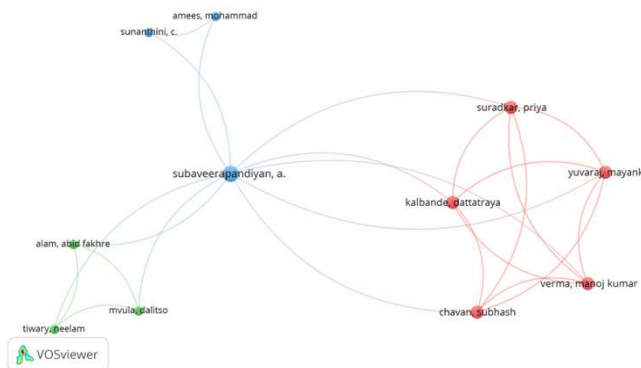 amees, mohammad
sunanthini, c.
suradkar, priya
subaveerapandiyan, a.
yuvaraj, mayank
kalbande, dattatraya
alam, abid fakhre
verma, manoj kumar
mvula, dalitso
chavan, subhash
tiwary, neelam
VOSviewer